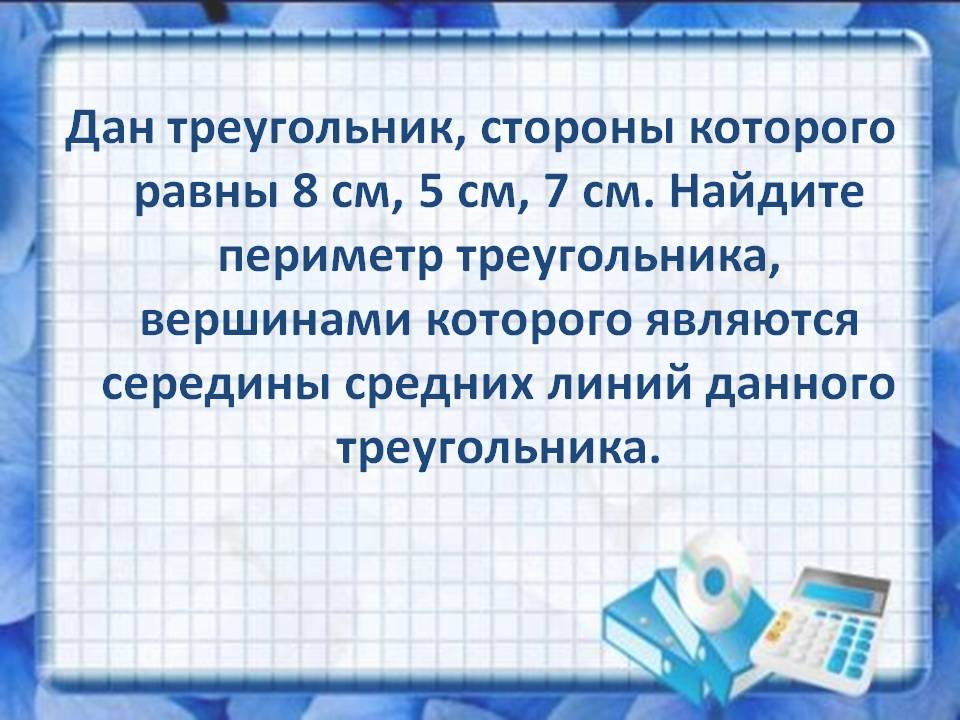 Дан треугольник, стороны которого
равны 8 см, 5 см, 7 см. Найдите
периметр треугольника,
вершинами которого являются
середины средних линий данного
треугольника.